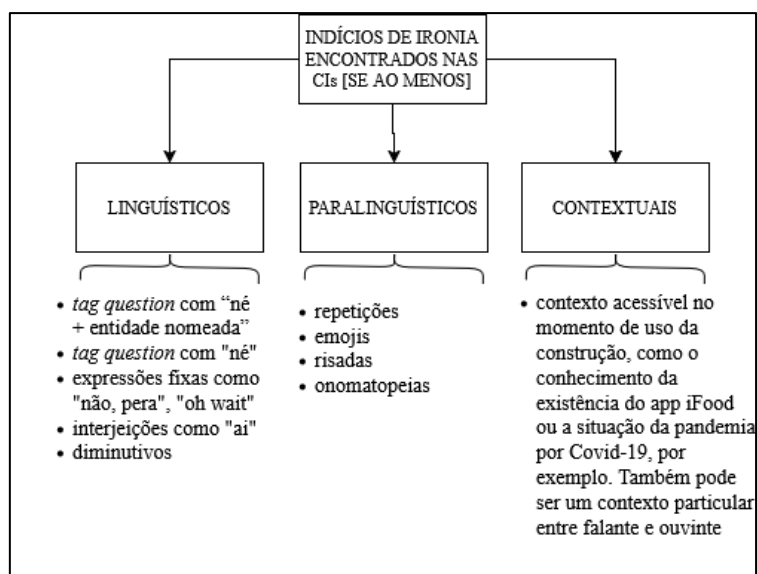 INDÍCIOS DE IRONIA
ENCONTRADOS NAS
CIs [SE AO MENOS]
LINGUÍSTICOS
PARALINGUÍSTICOS
CONTEXTUAIS
• tag question com “né
+ entidade nomeada”
• tag question com "né"
• expressões fixas como
"não, pera", "oh wait"
• interjeições como "ai"
• diminutivos
• repetições
• emojis
• risadas
• onomatopeias
• contexto acessível no
momento de uso da
construção, como o
conhecimento da
existência do app iFood
ou a situação da pandemia
por Covid-19, por
exemplo. Também pode
ser um contexto particular
entre falante e ouvinte